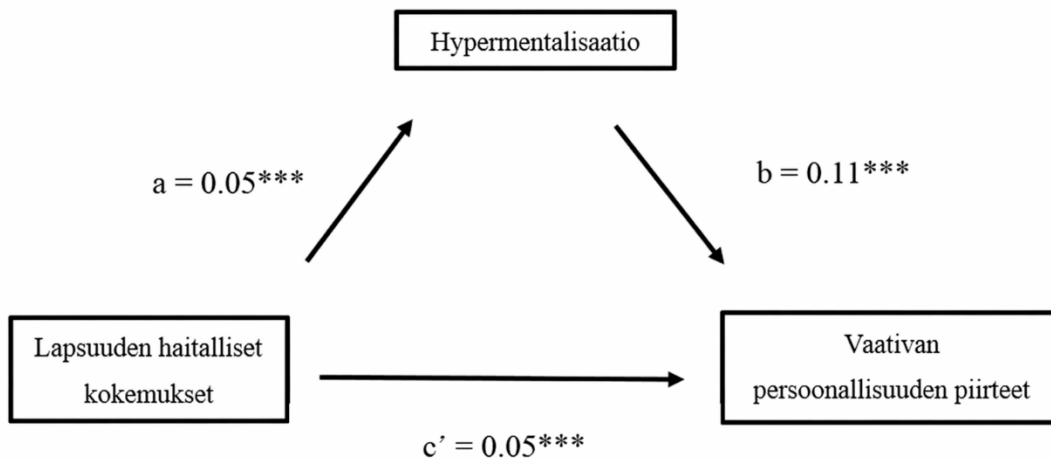 Hypermentalisaatio
a = 0.05***
b = 0.11***
Lapsuuden haitalliset
kokemukset
Vaativan
persoonallisuuden piirteet
c´ = 0.05***